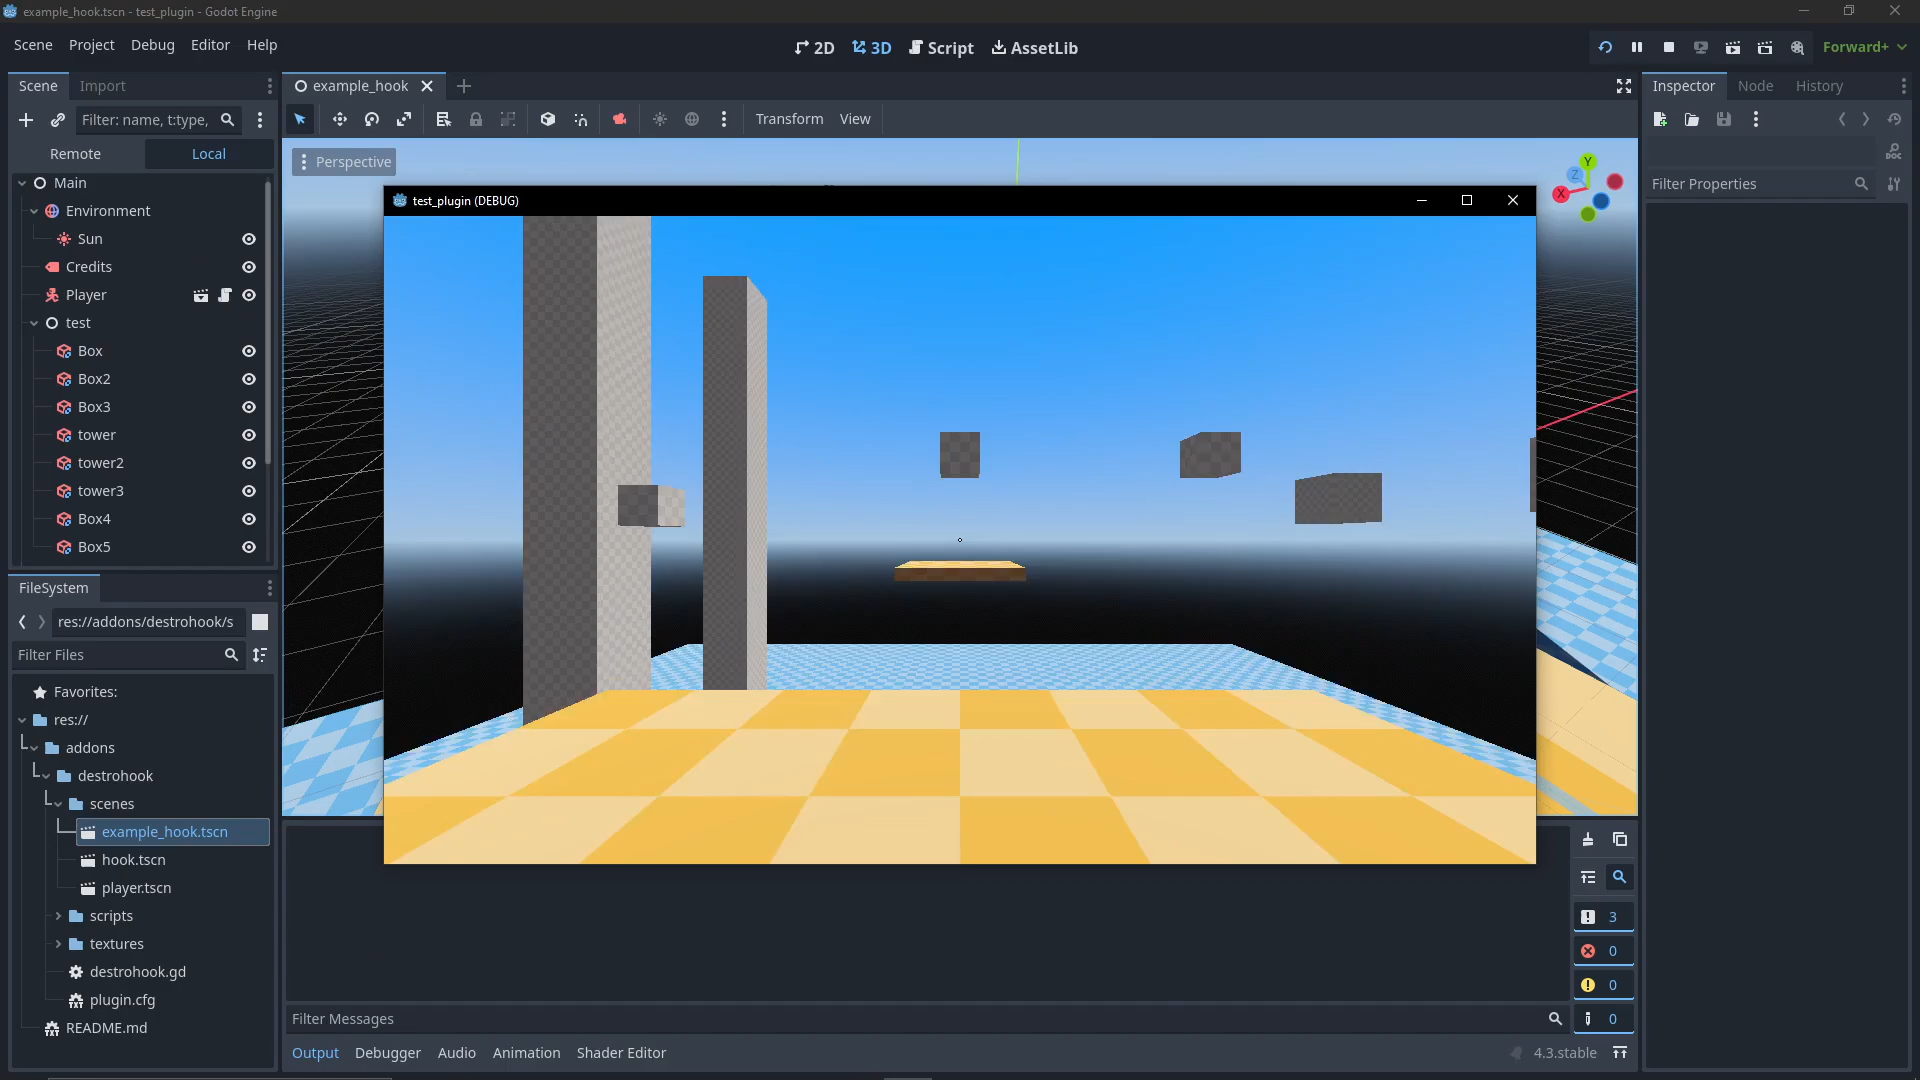 example_hook.tscn - test_plugin - Godot Engine
Scene Project Debug Editor Help
2D 3D Script AssetLib
Forward+
Scene Import
example_hook
Inspector Node History
Filter: name, t:type,
Transform View
Remote Local
Perspective
Y
Z
X
Filter Properties
DOC
Main
Environment
Sun
Credits
Player
test
Box
Box2
Box3
tower
tower2
tower3
Box4
Box5
test_plugin (DEBUG)
FileSystem
res://addons/destrohook/s
Filter Files
Favorites:
res://
addons
destrohook
scenes
example_hook.tscn
hook.tscn
player.tscn
scripts
textures
destrohook.gd
plugin.cfg
README.md
3
0
0
0
Filter Messages
Output Debugger Audio Animation Shader Editor
4.3.stable